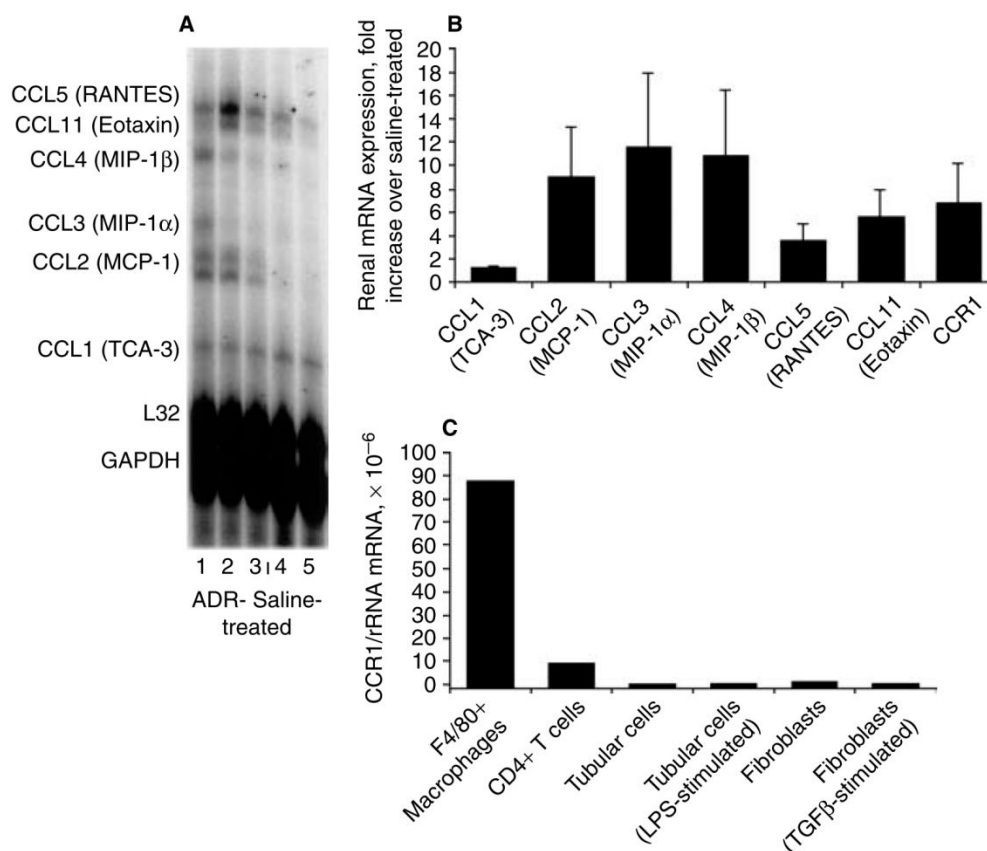 A
CCL5 (RANTES)
CCL11 (Eotaxin)
CCL4 (MIP-1β)
CCL3 (MIP-1α)
CCL2 (MCP-1)
CCL1 (TCA-3)
L32
GAPDH
1 2 3 4 5
ADR- Saline-
treated
B
Renal mRNA expression, fold
increase over saline-treated
20
18
16
14
12
10
8
6
4
2
0
CCL1
(TCA-3)
CCL2
(MCP-1)
CCL3
(MIP-1α)
CCL4
(MIP-1β)
CCL5
(RANTES)
CCL11
(Eotaxin)
CCR1
C
CCR1/rRNA mRNA, × 10⁻⁶
100
90
80
70
60
50
40
30
20
10
0
F4/80+
Macrophages
CD4+ T cells
Tubular cells
Tubular cells
(LPS-stimulated)
Fibroblasts
Fibroblasts
(TGFβ-stimulated)